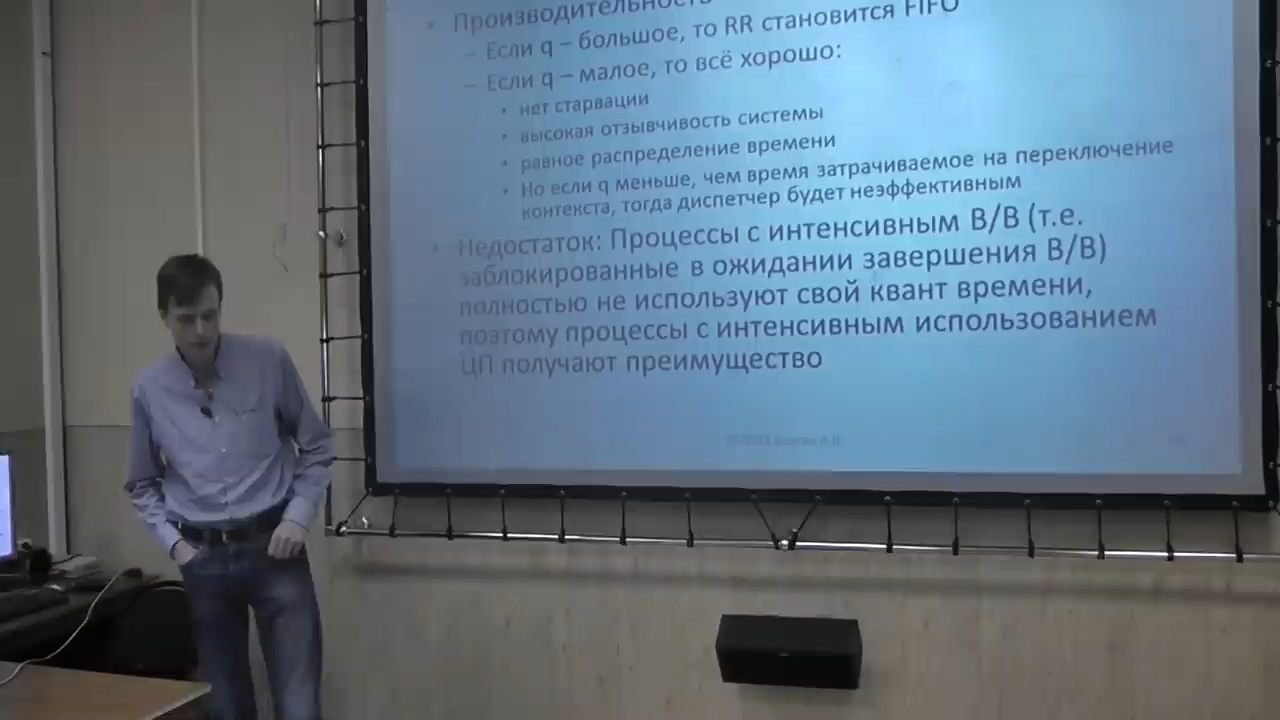 • Производительность
– Если q – большое, то RR становится FIFO
– Если q – малое, то всё хорошо:
• нет старвации
• высокая отзывчивость системы
• равное распределение времени
• Но если q меньше, чем время затрачиваемое на переключение
контекста, тогда диспетчер будет неэффективным
• Недостаток: Процессы с интенсивным В/В (т.е.
заблокированные в ожидании завершения В/В)
полностью не используют свой квант времени,
поэтому процессы с интенсивным использованием
ЦП получают преимущество